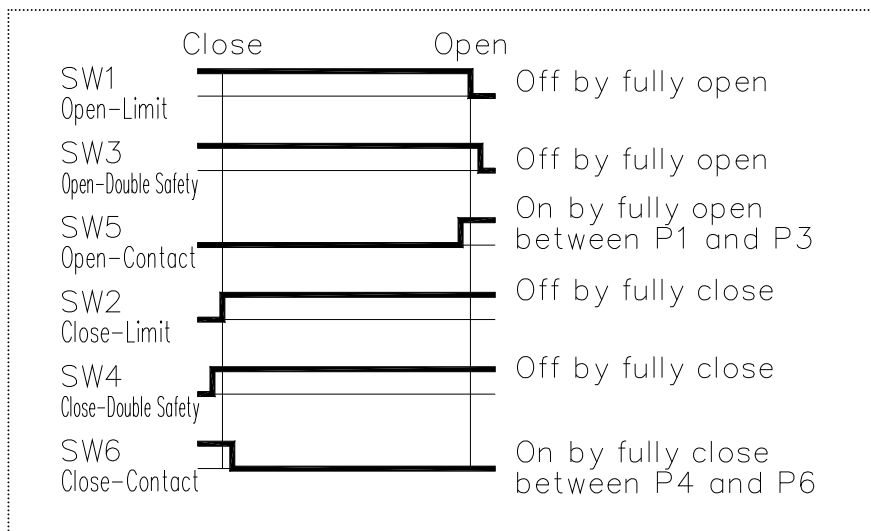 Close Open
SW1
Open-Limit
Off by fully open
SW3
Open-Double Safety
Off by fully open
SW5
Open-Contact
On by fully open
between P1 and P3
SW2
Close-Limit
Off by fully close
SW4
Close-Double Safety
Off by fully close
SW6
Close-Contact
On by fully close
between P4 and P6